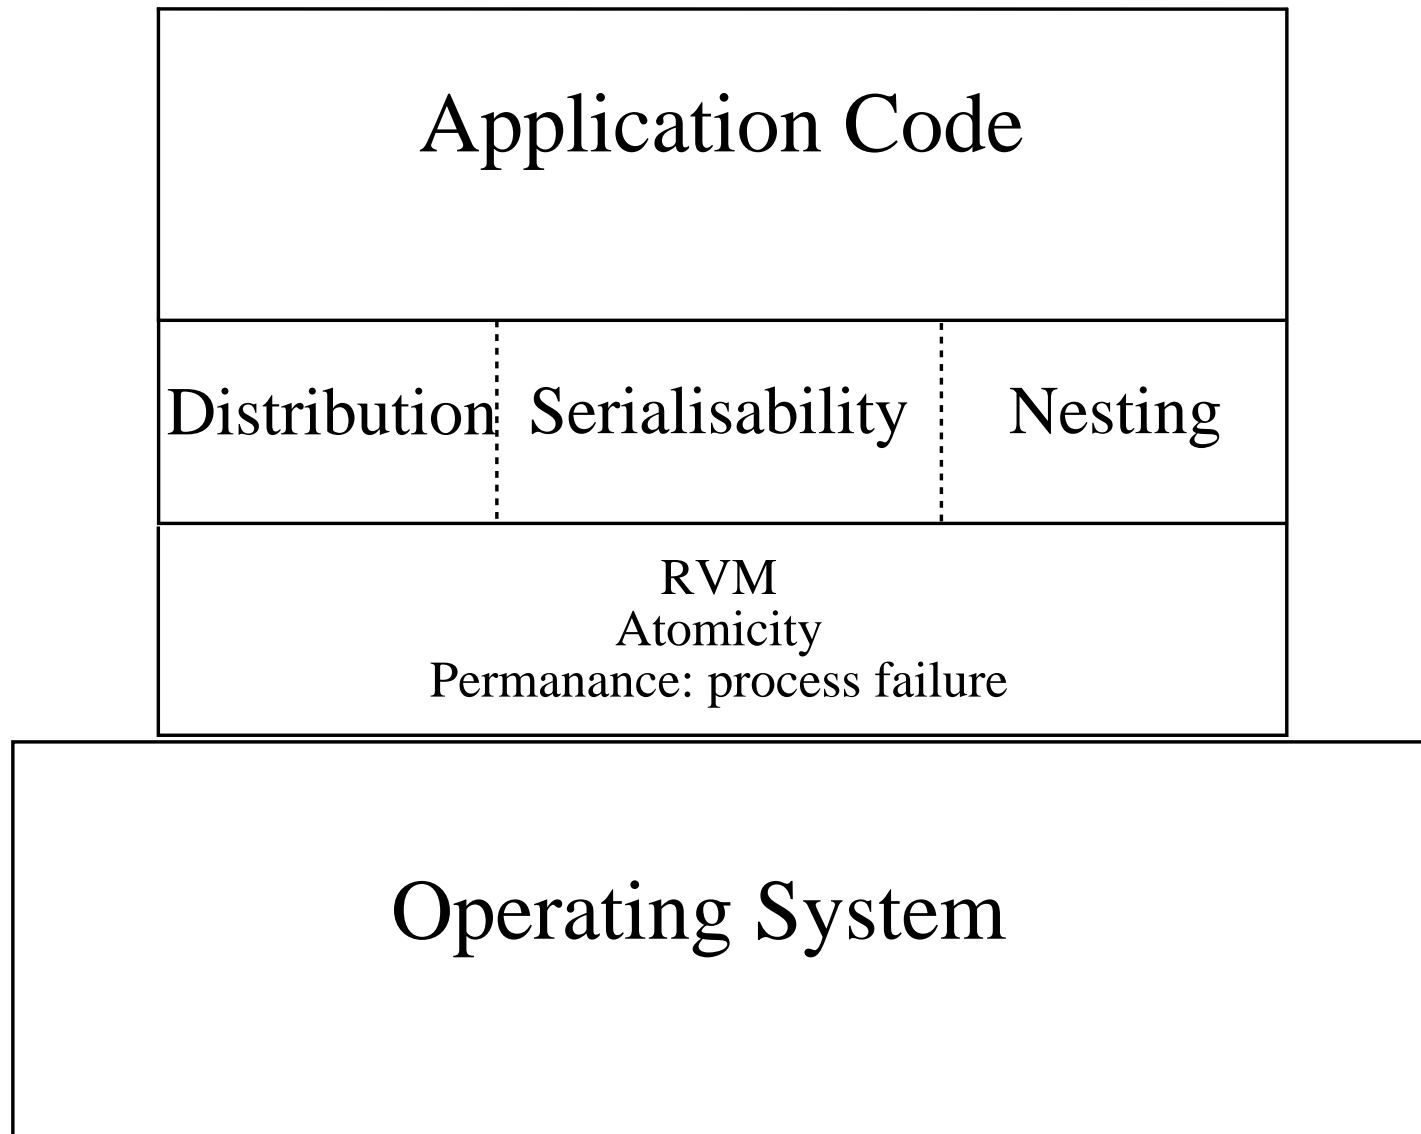 Application Code
Distribution Serialisability Nesting
RVM
Atomicity
Permanance: process failure
Operating System